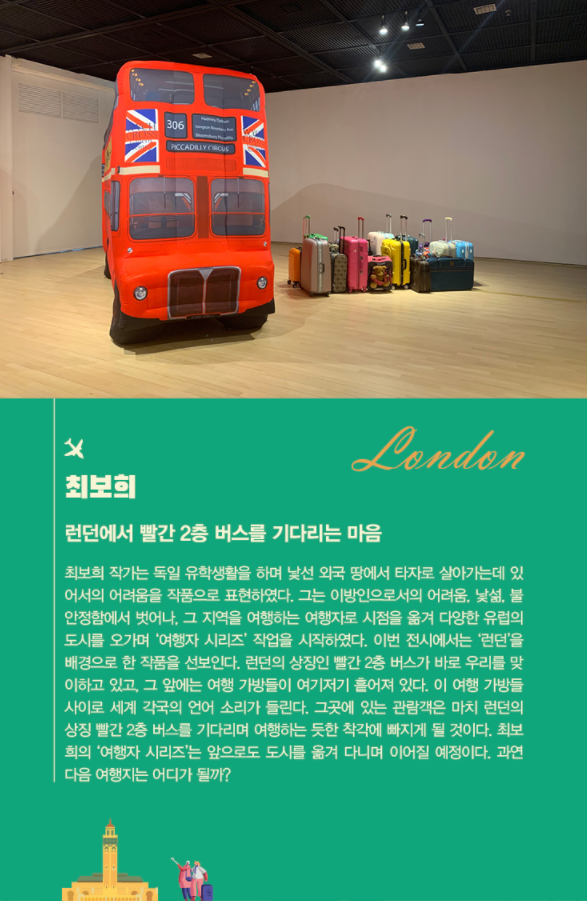 306
PICCADILLY CIRCUS
London
최보희
런던에서 빨간 2층 버스를 기다리는 마음
최보희 작가는 독일 유학생활을 하며 낯선 외국 땅에서 타자로 살아가는데 있
어서의 어려움을 작품으로 표현하였다. 그는 이방인으로서의 어려움, 낯섦, 불
안정함에서 벗어나, 그 지역을 여행하는 여행자로 시점을 옮겨 다양한 유럽의
도시를 오가며 ‘여행자 시리즈’ 작업을 시작하였다. 이번 전시에서는 ‘런던’을
배경으로 한 작품을 선보인다. 런던의 상징인 빨간 2층 버스가 바로 우리를 맞
이하고 있고, 그 앞에는 여행 가방들이 여기저기 흩어져 있다. 이 여행 가방들
사이로 세계 각국의 언어 소리가 들린다. 그곳에 있는 관람객은 마치 런던의
상징 빨간 2층 버스를 기다리며 여행하는 듯한 착각에 빠지게 될 것이다. 최보
희의 ‘여행자 시리즈’는 앞으로도 도시를 옮겨 다니며 이어질 예정이다. 과연
다음 여행지는 어디가 될까?